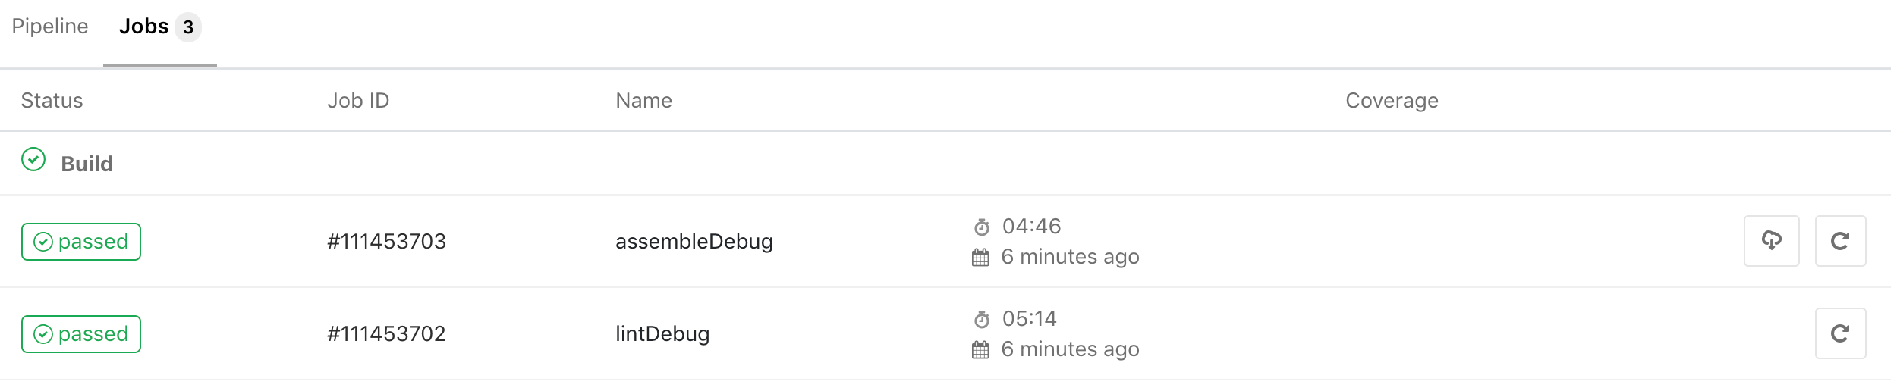 Pipeline Jobs 3
Status Job ID Name Coverage
Build
passed #111453703 assembleDebug 04:46
6 minutes ago
passed #111453702 lintDebug 05:14
6 minutes ago